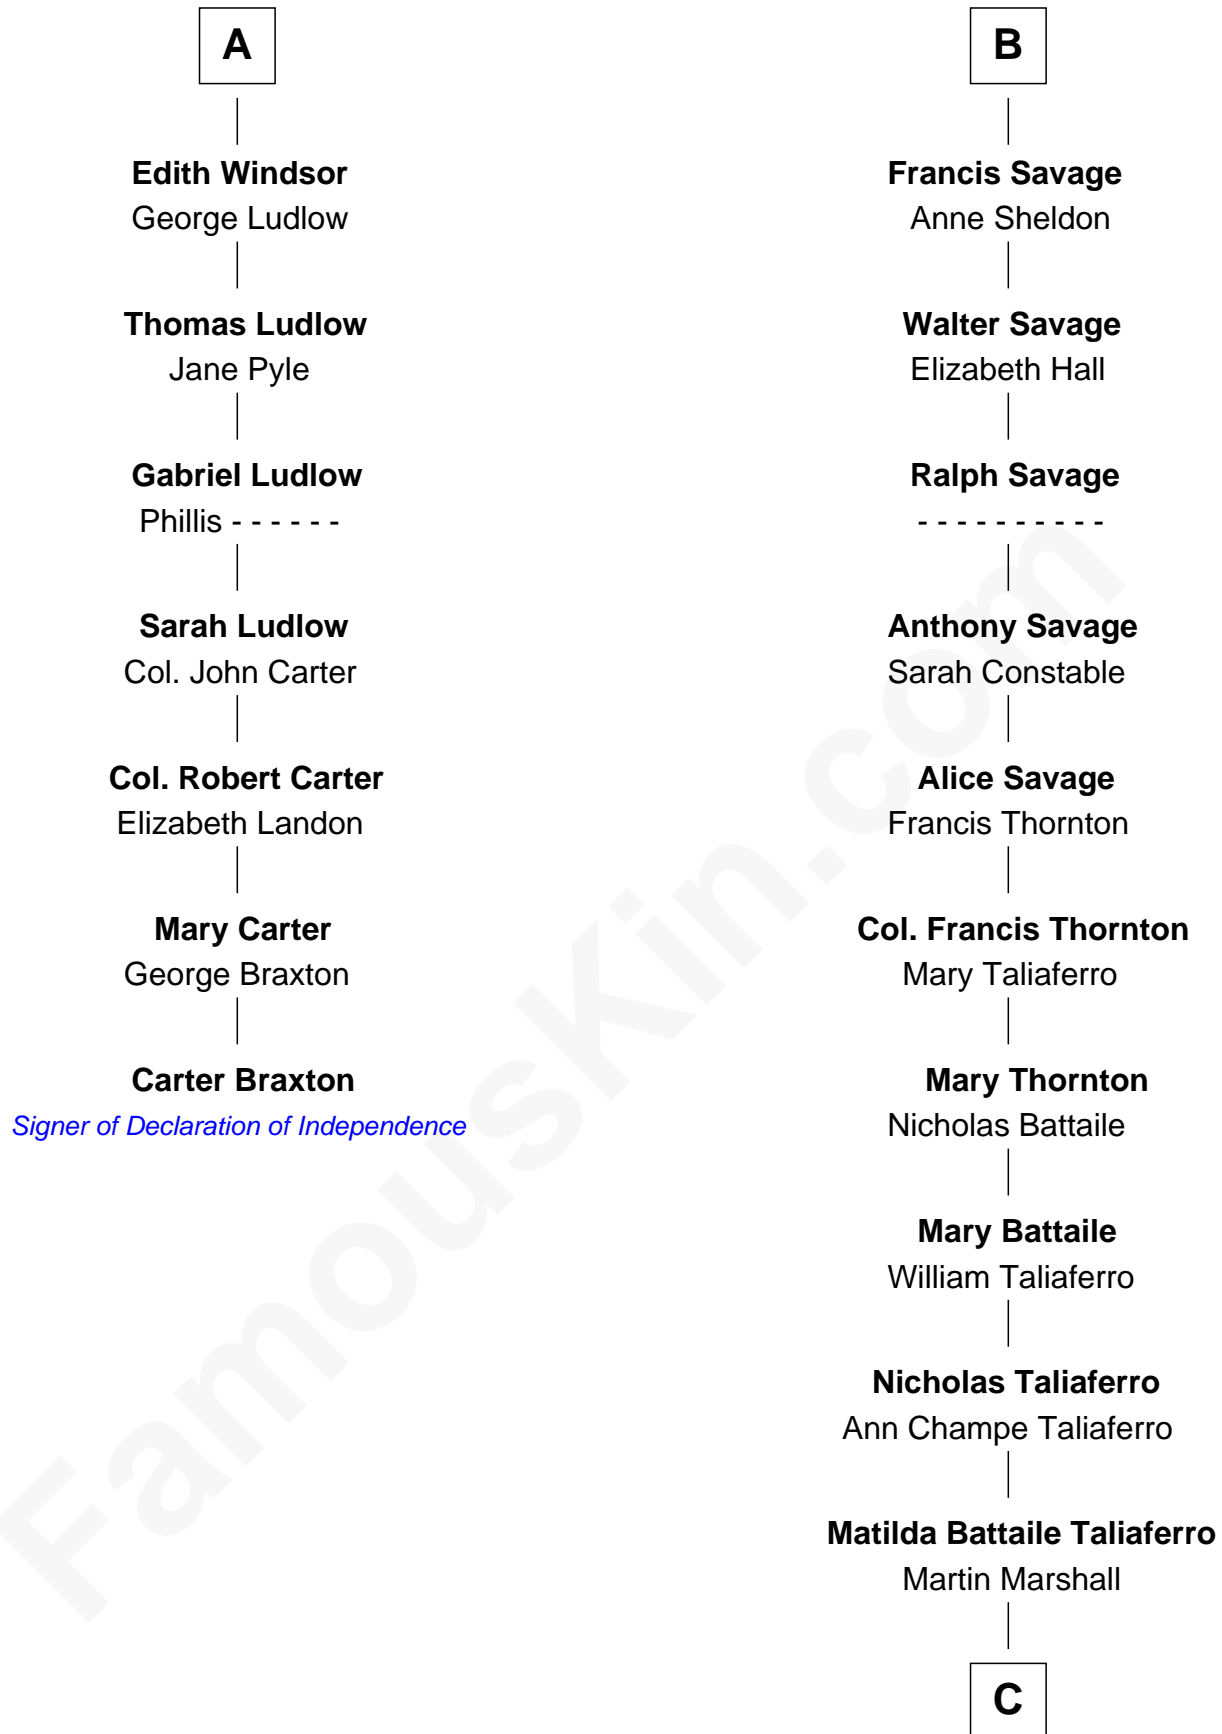 A
Edith Windsor
George Ludlow
Thomas Ludlow
Jane Pyle
Gabriel Ludlow
Phillis - - - - - -
Sarah Ludlow
Col. John Carter
Col. Robert Carter
Elizabeth Landon
Mary Carter
George Braxton
Carter Braxton
Signer of Declaration of Independence
B
Francis Savage
Anne Sheldon
Walter Savage
Elizabeth Hall
Ralph Savage
- - - - - - - - - -
Anthony Savage
Sarah Constable
Alice Savage
Francis Thornton
Col. Francis Thornton
Mary Taliaferro
Mary Thornton
Nicholas Battaile
Mary Battaile
William Taliaferro
Nicholas Taliaferro
Ann Champe Taliaferro
Matilda Battaile Taliaferro
Martin Marshall
C
FamousKin.com